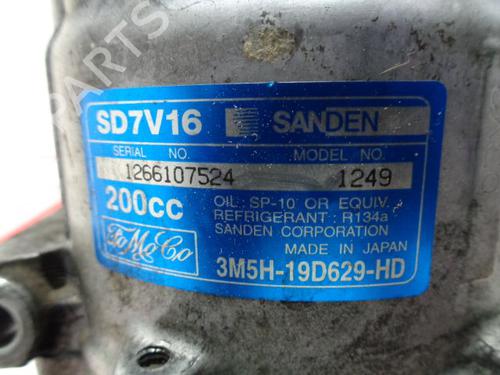 SD7V16 SANDEN
SERIAL NO. MODEL NO.
1266107524 1249
200cc
OIL: SP-10 OR EQUIV.
REFRIGERANT: R134a
SANDEN CORPORATION
FoMoCo
MADE IN JAPAN
3M5H-19D629-HD
B-PARTS